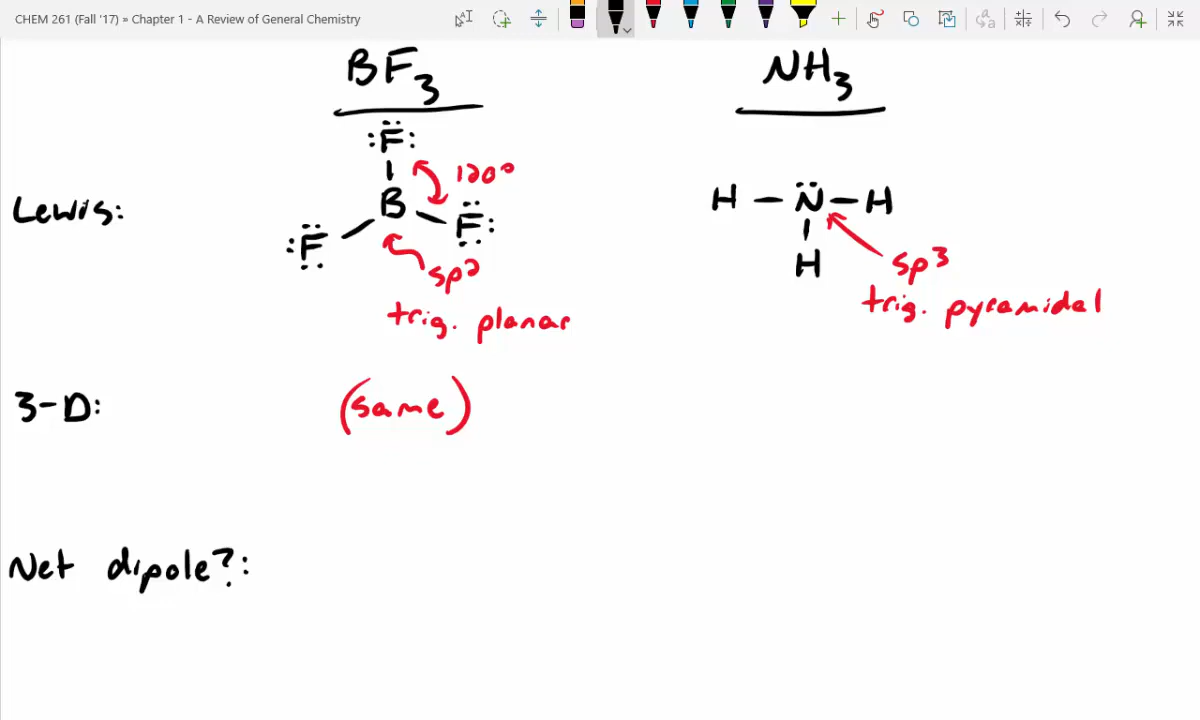 CHEM 261 (Fall '17) » Chapter 1 - A Review of General Chemistry
BF3
NH3
:F̈:
120°
Lewis:
B
:F̤̈
F̤̈:
sp2
trig. planar
H - N̈ - H
H
sp3
trig. pyramidal
3-D:
(same)
Net dipole?: